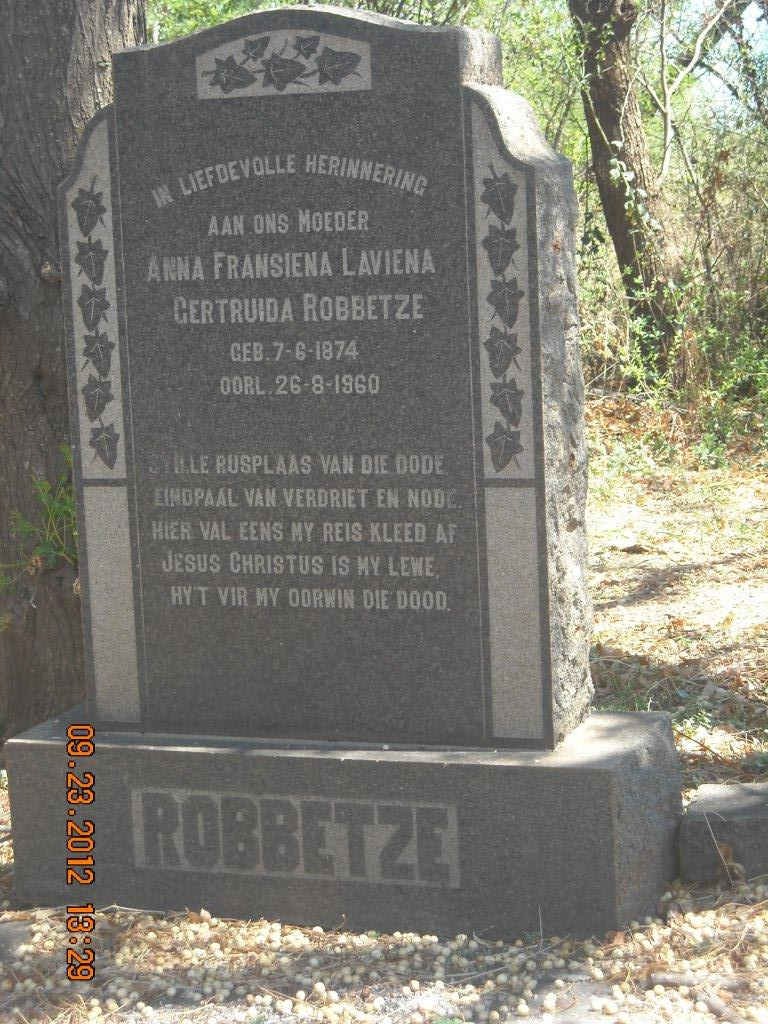 IN LIEFDEVOLLE HERINNERING
AAN ONS MOEDER
ANNA FRANSIENA LAVIENA
GERTRUIDA ROBBETZE
GEB. 7-6-1874
OORL. 26-8-1960
STILLE RUSPLAAS VAN DIE DODE
EINDPAAL VAN VERDRIET EN NODE.
HIER VAL EENS MY REIS KLEED AF
JESUS CHRISTUS IS MY LEWE,
HY'T VIR MY OORWIN DIE DOOD.
ROBBETZE
09.23.2012 13:29